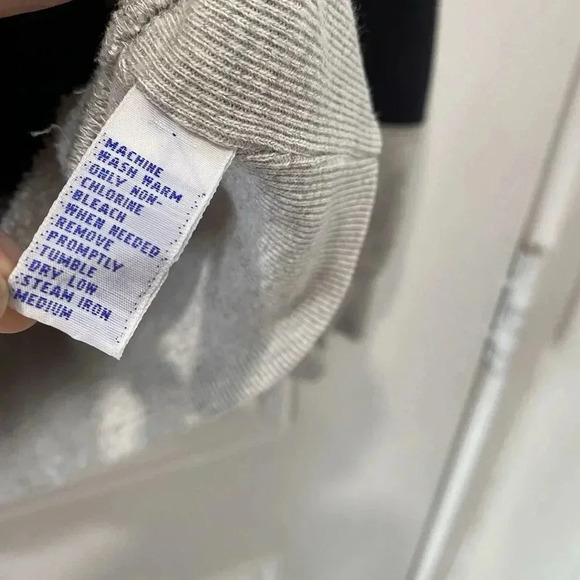 MACHINE
WASH WARM
ONLY NON-
CHLORINE
BLEACH
WHEN NEEDED
REMOVE
PROMPTLY
TUMBLE
DRY LOW
STEAM IRON
MEDIUM